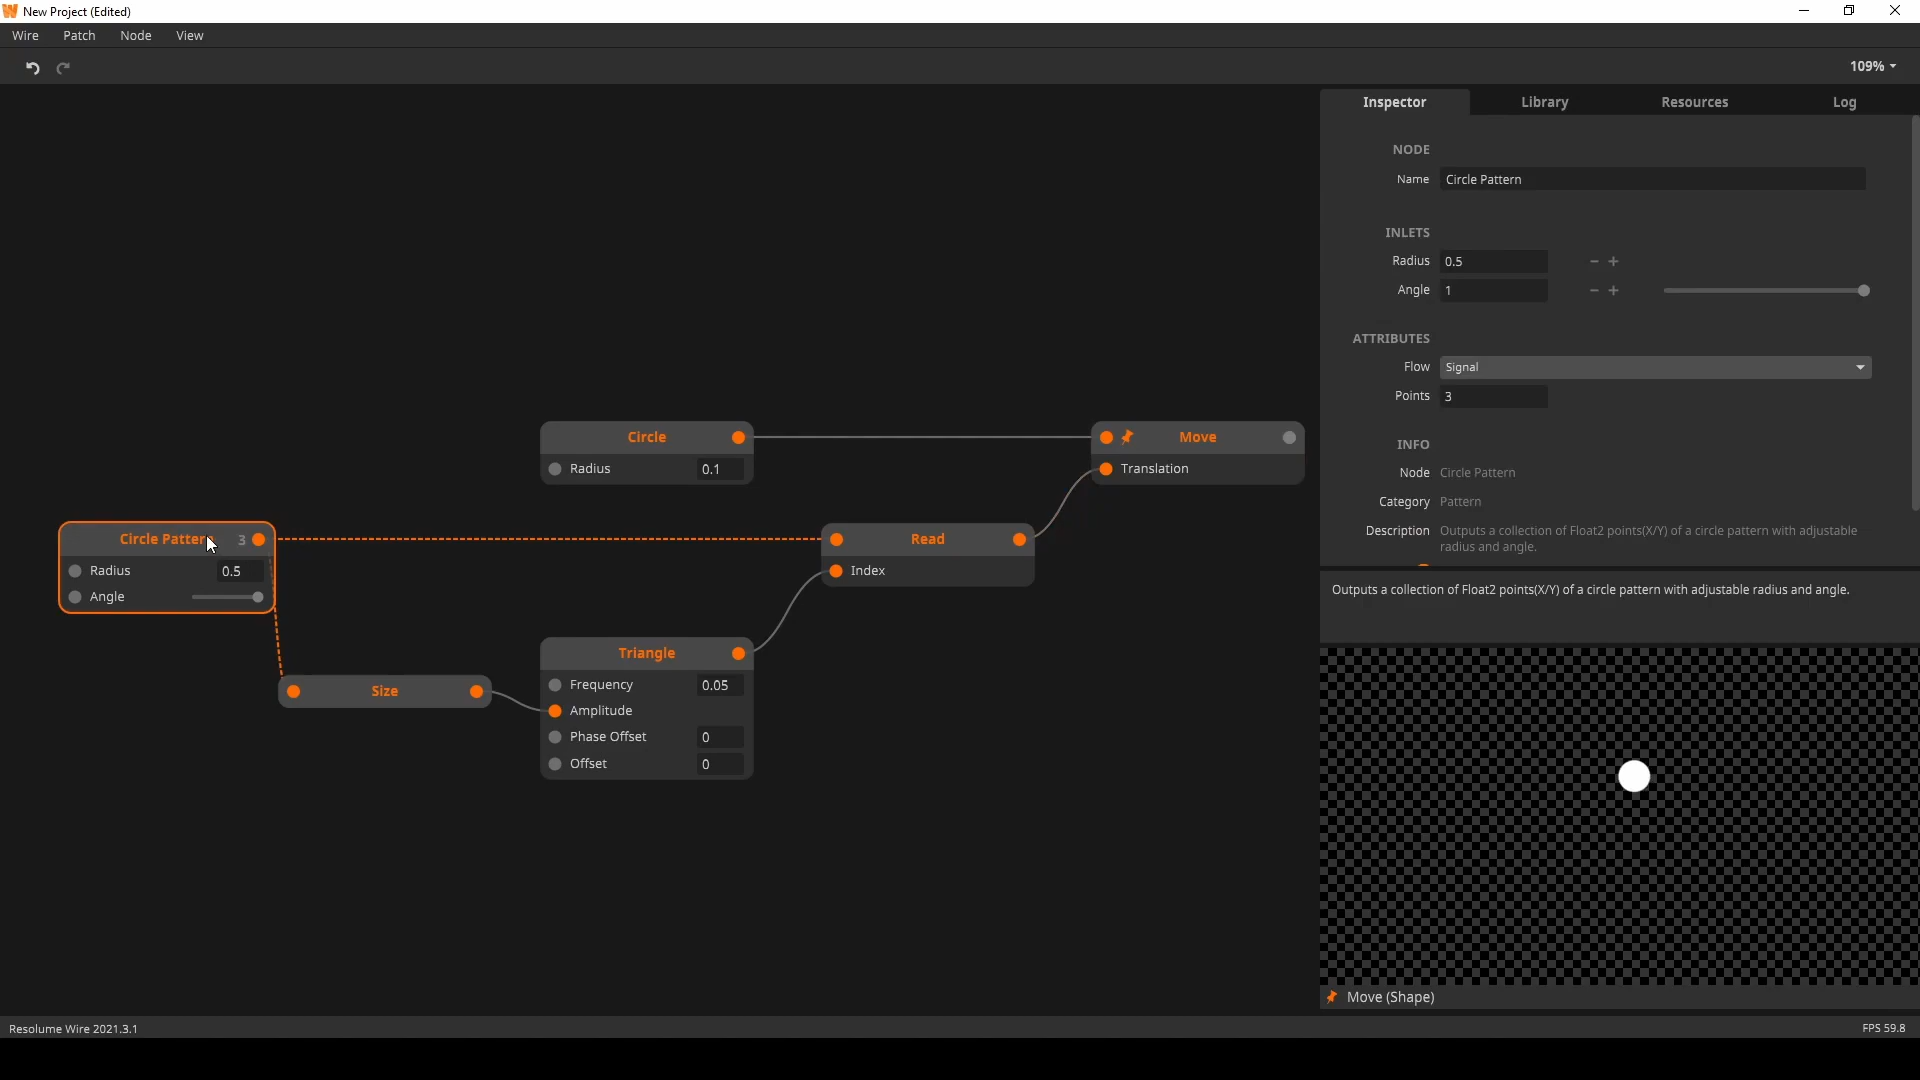 New Project (Edited)
Wire Patch Node View
109%
Inspector Library Resources Log
NODE
Name Circle Pattern
INLETS
Radius 0.5 - +
Angle 1 - +
ATTRIBUTES
Flow Signal
Points 3
INFO
Node Circle Pattern
Category Pattern
Description Outputs a collection of Float2 points(X/Y) of a circle pattern with adjustable
radius and angle.
Outputs a collection of Float2 points(X/Y) of a circle pattern with adjustable radius and angle.
Move (Shape)
Circle
Radius 0.1
Move
Translation
Circle Pattern 3
Radius 0.5
Angle
Read
Index
Size
Triangle
Frequency 0.05
Amplitude
Phase Offset 0
Offset 0
Resolume Wire 2021.3.1
FPS 59.8